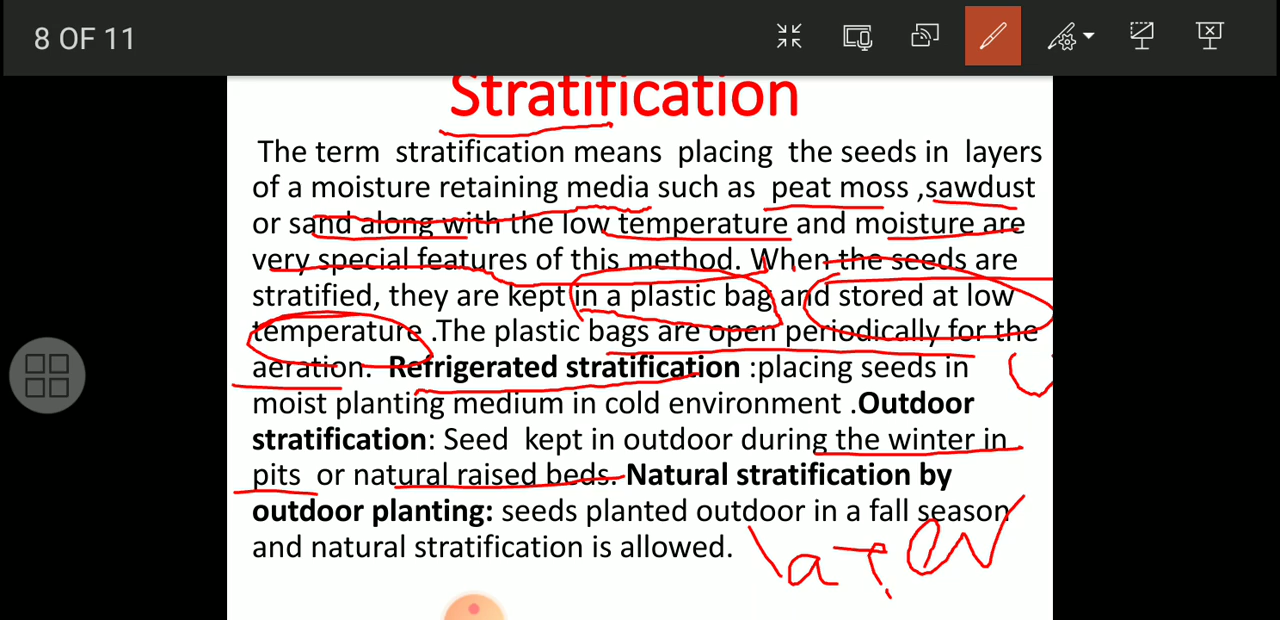 8 OF 11
Stratification
The term stratification means placing the seeds in layers
of a moisture retaining media such as peat moss ,sawdust
or sand along with the low temperature and moisture are
very special features of this method. When the seeds are
stratified, they are kept in a plastic bag and stored at low
temperature .The plastic bags are open periodically for the
aeration. Refrigerated stratification :placing seeds in
moist planting medium in cold environment .Outdoor
stratification: Seed kept in outdoor during the winter in
pits or natural raised beds. Natural stratification by
outdoor planting: seeds planted outdoor in a fall season
and natural stratification is allowed.